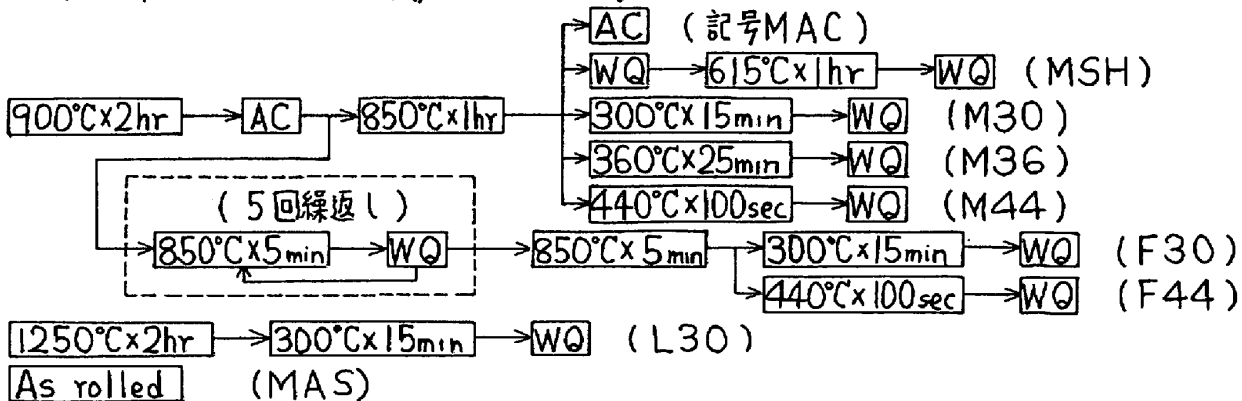 AC (記号MAC)
WQ 615℃×1hr WQ (MSH)
900℃×2hr AC 850℃×1hr 300℃×15min WQ (M30)
360℃×25min WQ (M36)
(5回繰返し) 440℃×100sec WQ (M44)
850℃×5min WQ 850℃×5min 300℃×15min WQ (F30)
440℃×100sec WQ (F44)
1250℃×2hr 300℃×15min WQ (L30)
As rolled (MAS)